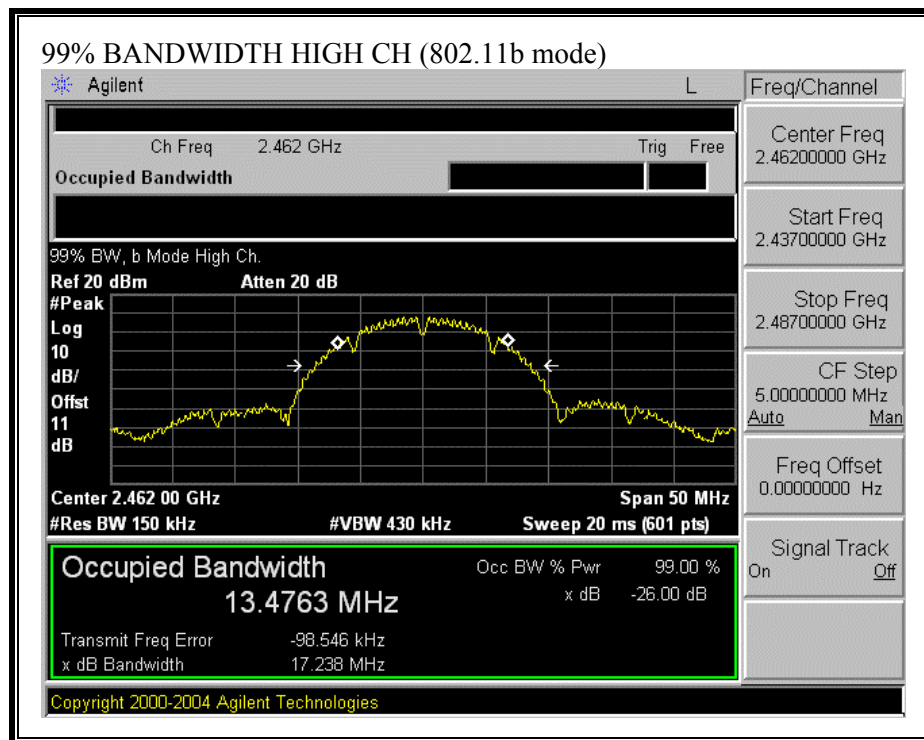 99% BANDWIDTH HIGH CH (802.11b mode)
Agilent L Freq/Channel
Ch Freq 2.462 GHz Trig Free
Occupied Bandwidth
Center Freq
2.46200000 GHz
Start Freq
2.43700000 GHz
99% BW, b Mode High Ch.
Ref 20 dBm Atten 20 dB
#Peak
Log
10
dB/
Offst
11
dB
Stop Freq
2.48700000 GHz
CF Step
5.00000000 MHz
Auto Man
Freq Offset
0.00000000 Hz
Center 2.462 00 GHz Span 50 MHz
#Res BW 150 kHz #VBW 430 kHz Sweep 20 ms (601 pts)
Signal Track
On Off
Occupied Bandwidth Occ BW % Pwr 99.00 %
13.4763 MHz x dB -26.00 dB
Transmit Freq Error -98.546 kHz
x dB Bandwidth 17.238 MHz
Copyright 2000-2004 Agilent Technologies